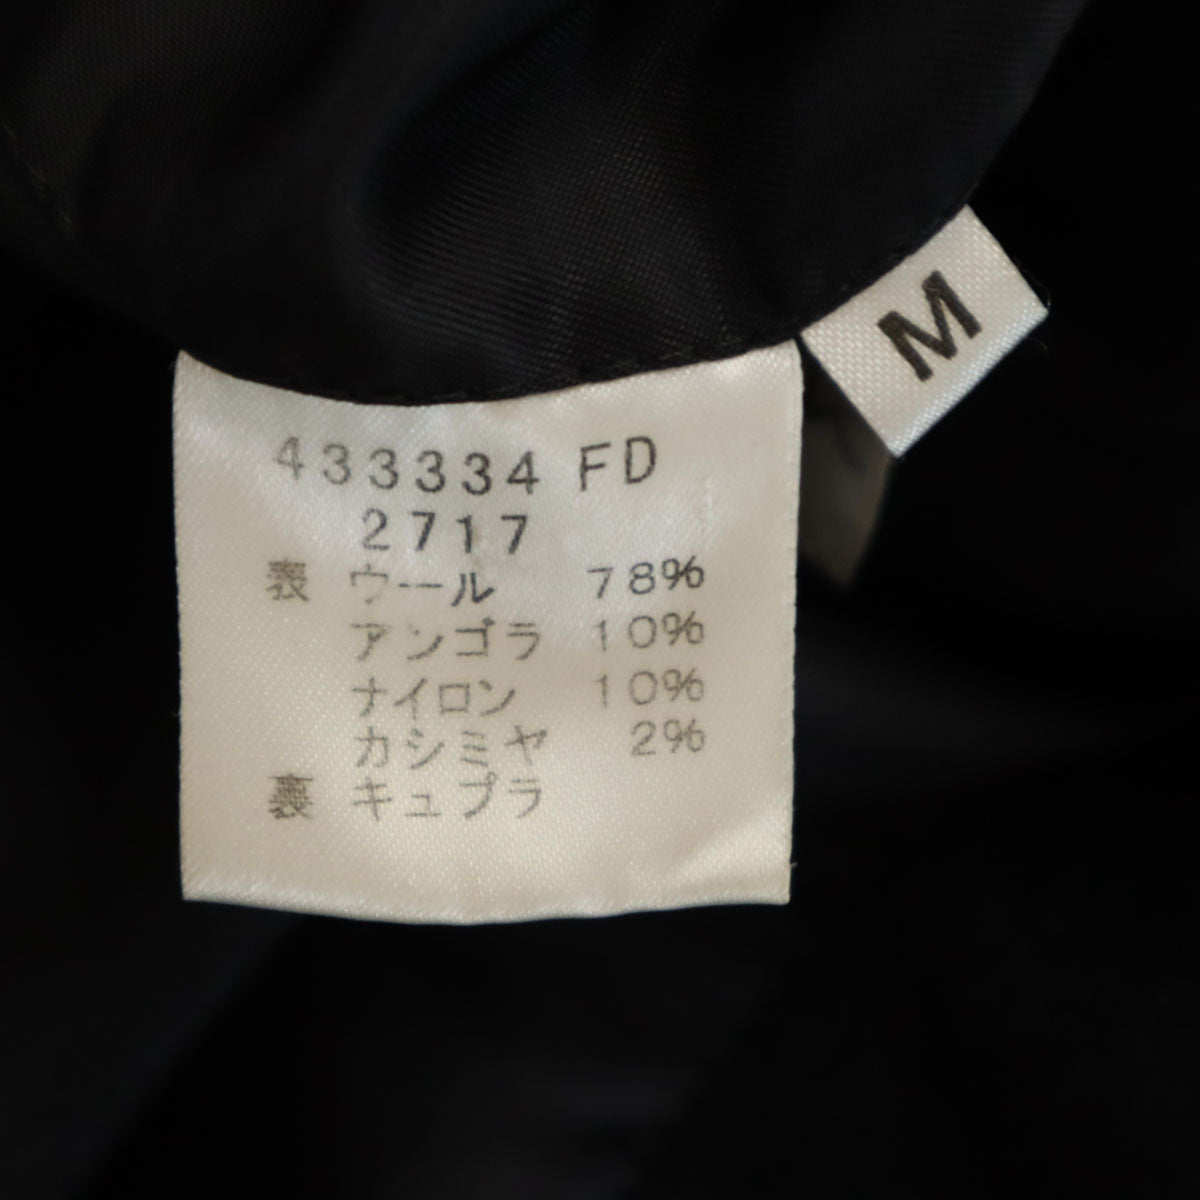 M
433334 FD
2717
表 ウール 78%
アンゴラ 10%
ナイロン 10%
カシミヤ 2%
裏 キュプラ